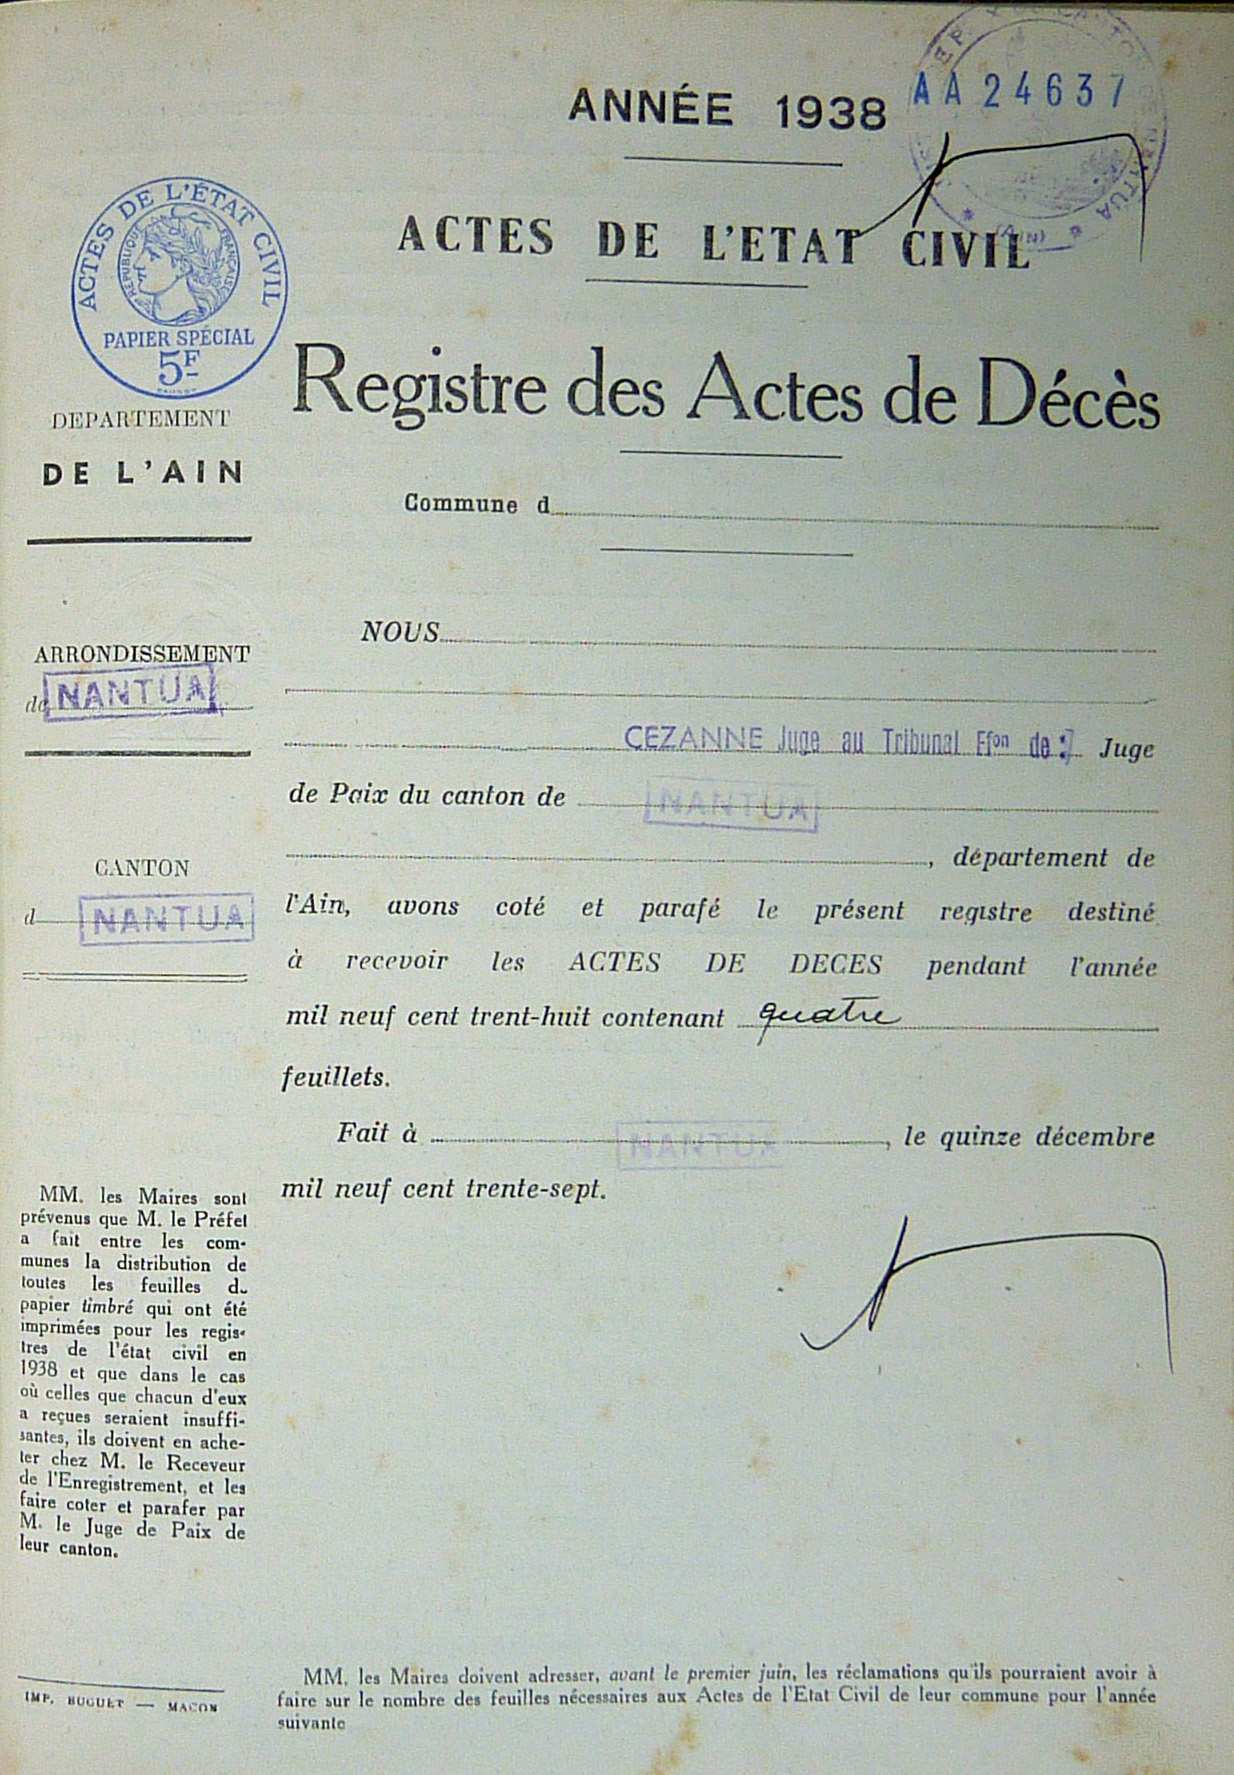 ANNÉE 1938
AA 24637
ACTES DE L'ETAT CIVIL
ACTES DE L'ÉTAT CIVIL
RÉPUBLIQUE FRANÇAISE
PAPIER SPÉCIAL
5F
Registre des Actes de Décès
DEPARTEMENT
DE L'AIN
Commune d
ARRONDISSEMENT
de NANTUA
CANTON
d NANTUA
NOUS
CEZANNE Juge au Tribunal Ffon de : Juge
de Paix du canton de NANTUA
, département de
l'Ain, avons coté et parafé le présent registre destiné
à recevoir les ACTES DE DECES pendant l'année
mil neuf cent trent-huit contenant quatre
feuillets.
Fait à NANTUA, le quinze décembre
mil neuf cent trente-sept.
MM. les Maires sont
prévenus que M. le Préfet
a fait entre les com-
munes la distribution de
toutes les feuilles d
papier timbré qui ont été
imprimées pour les regis-
tres de l'état civil en
1938 et que dans le cas
où celles que chacun d'eux
a reçues seraient insuffi-
santes, ils doivent en ache-
ter chez M. le Receveur
de l'Enregistrement, et les
faire coter et parafer par
M. le Juge de Paix de
leur canton.
IMP. BUGUET — MACON
MM. les Maires doivent adresser, avant le premier juin, les réclamations qu'ils pourraient avoir à
faire sur le nombre des feuilles nécessaires aux Actes de l'Etat Civil de leur commune pour l'année
suivante